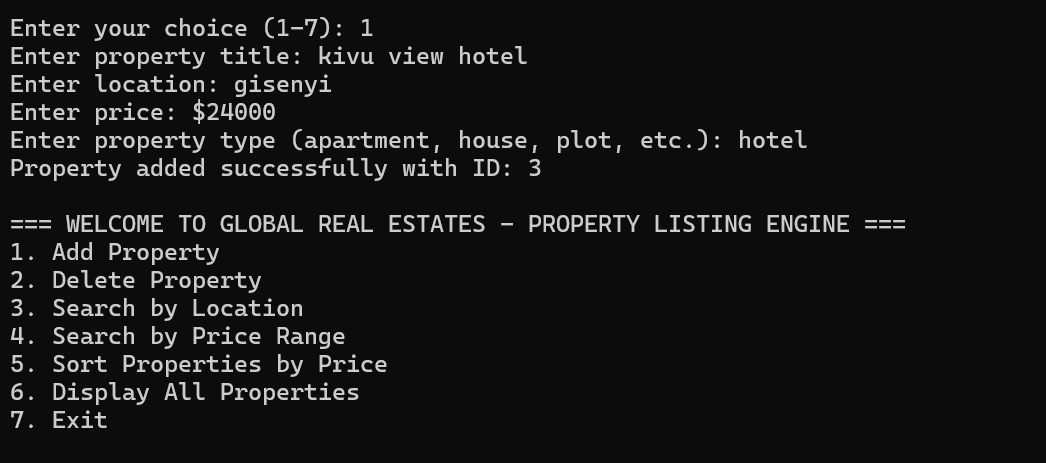 Enter your choice (1-7): 1
Enter property title: kivu view hotel
Enter location: gisenyi
Enter price: $24000
Enter property type (apartment, house, plot, etc.): hotel
Property added successfully with ID: 3
=== WELCOME TO GLOBAL REAL ESTATES - PROPERTY LISTING ENGINE ===
1. Add Property
2. Delete Property
3. Search by Location
4. Search by Price Range
5. Sort Properties by Price
6. Display All Properties
7. Exit